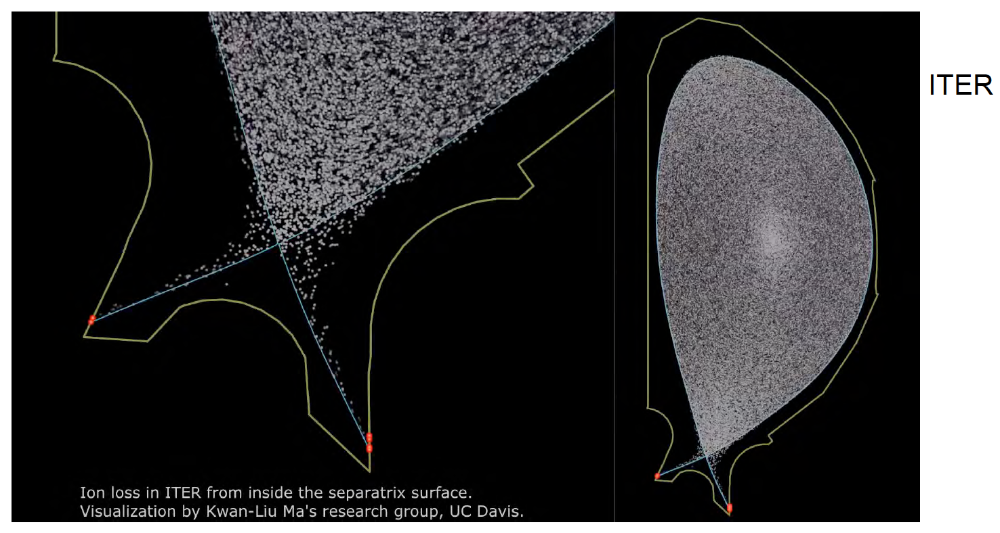 ITER
Ion loss in ITER from inside the separatrix surface.
Visualization by Kwan-Liu Ma's research group, UC Davis.